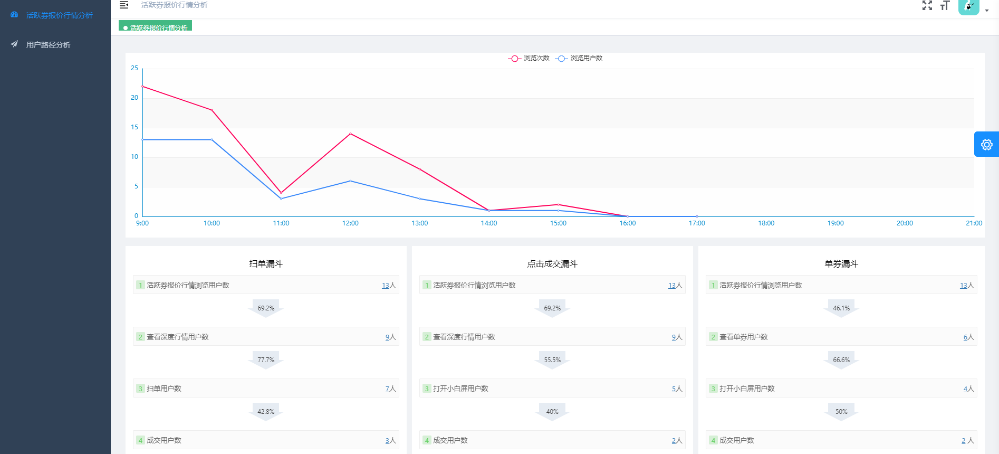 活跃券报价行情分析
用户路径分析
活跃券报价行情分析
活跃券报价行情分析
浏览次数 浏览用户数
25
20
15
10
5
0
9:00 10:00 11:00 12:00 13:00 14:00 15:00 16:00 17:00 18:00 19:00 20:00 21:00
扫单漏斗
1 活跃券报价行情浏览用户数 13人
69.2%
2 查看深度行情用户数 9人
77.7%
3 扫单用户数 7人
42.8%
4 成交用户数 3人
点击成交漏斗
1 活跃券报价行情浏览用户数 13人
69.2%
2 查看深度行情用户数 9人
55.5%
3 打开小白屏用户数 5人
40%
4 成交用户数 2人
单券漏斗
1 活跃券报价行情浏览用户数 13人
46.1%
2 查看单券用户数 6人
66.6%
3 打开小白屏用户数 4人
50%
4 成交用户数 2 人